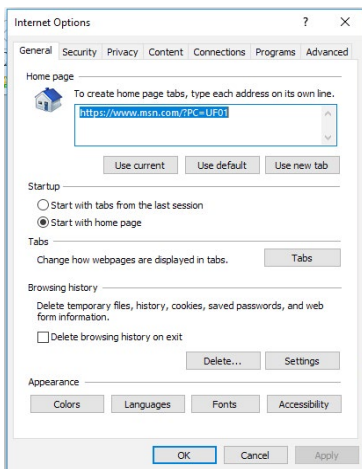 Internet Options
General Security Privacy Content Connections Programs Advanced
Home page
To create home page tabs, type each address on its own line.
https://www.msn.com/?PC=UF01
Use current Use default Use new tab
Startup
Start with tabs from the last session
Start with home page
Tabs
Change how webpages are displayed in tabs. Tabs
Browsing history
Delete temporary files, history, cookies, saved passwords, and web
form information.
Delete browsing history on exit
Delete... Settings
Appearance
Colors Languages Fonts Accessibility
OK Cancel Apply